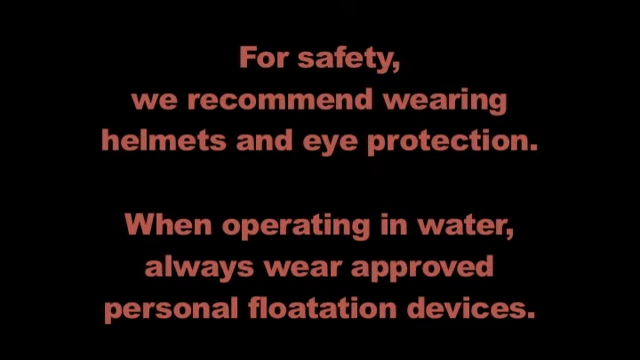 For safety,
we recommend wearing
helmets and eye protection.
When operating in water,
always wear approved
personal floatation devices.